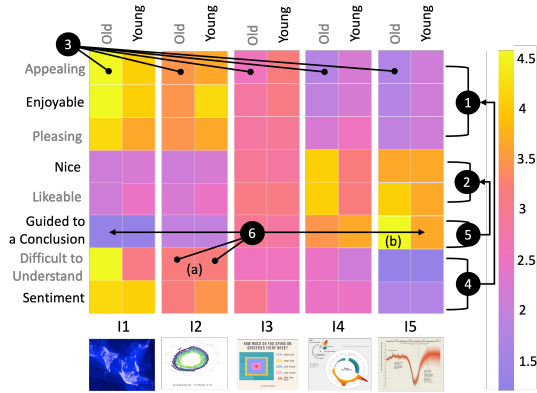 Old Young Old Young Old Young Old Young Old Young
3
Appealing
Enjoyable
Pleasing
Nice
Likeable
Guided to
a Conclusion
Difficult to
Understand
Sentiment
6
(a)
(b)
1
2
5
4
4.5
4
3.5
3
2.5
2
1.5
I1 I2 I3 I4 I5
HOW MUCH DO YOU SPEND ON
GROCERIES EVERY WEEK?